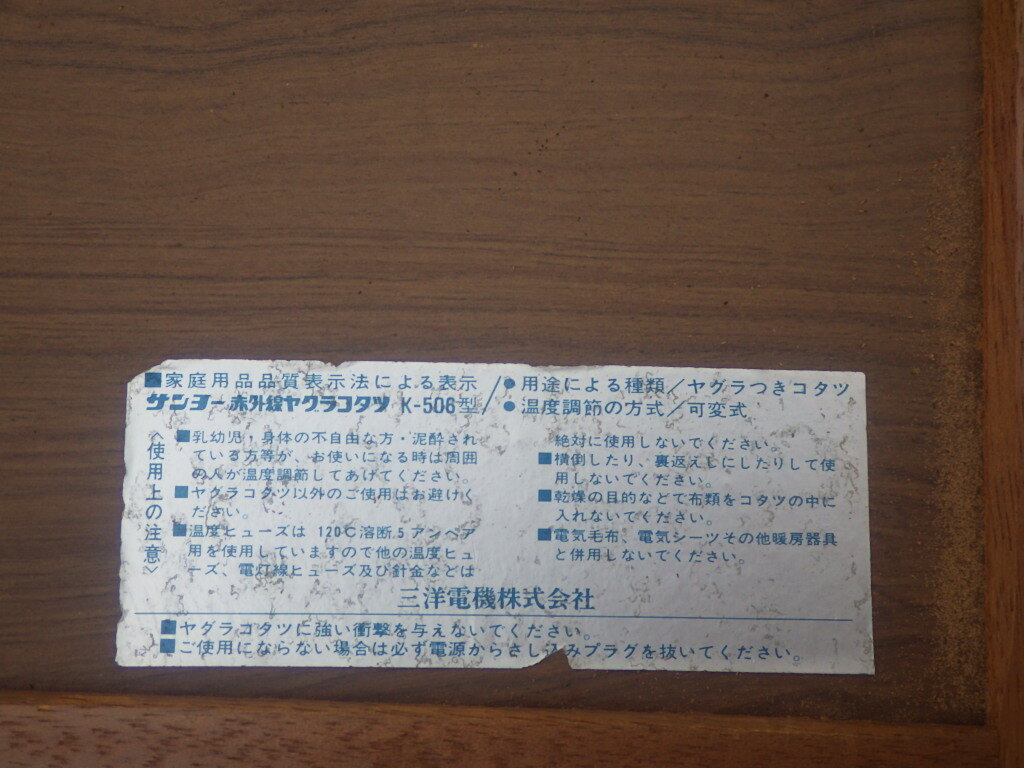 ■家庭用品品質表示法による表示／●用途による種類／ヤグラつきコタツ
サンヨー赤外線ヤグラコタツ K-506型／●温度調節の方式／可変式
〈使用上の注意〉
■乳幼児・身体の不自由な方・泥酔され
ている方等が、お使いになる時は周囲
の人が温度調節してあげてください。
■ヤグラコタツ以外のご使用はお避けく
ださい。
■温度ヒューズは 120℃溶断、5アンペア
用を使用していますので他の温度ヒュ
ーズ、電灯線ヒューズ及び針金などは
絶対に使用しないでください。
■横倒したり、裏返えしにしたりして使
用しないでください。
■乾燥の目的などで布類をコタツの中に
入れないでください。
■電気毛布、電気シーツその他暖房器具
と併用しないでください。
三洋電機株式会社
■ヤグラコタツに強い衝撃を与えないでください。
■ご使用にならない場合は必ず電源からさし込みプラグを抜いてください。